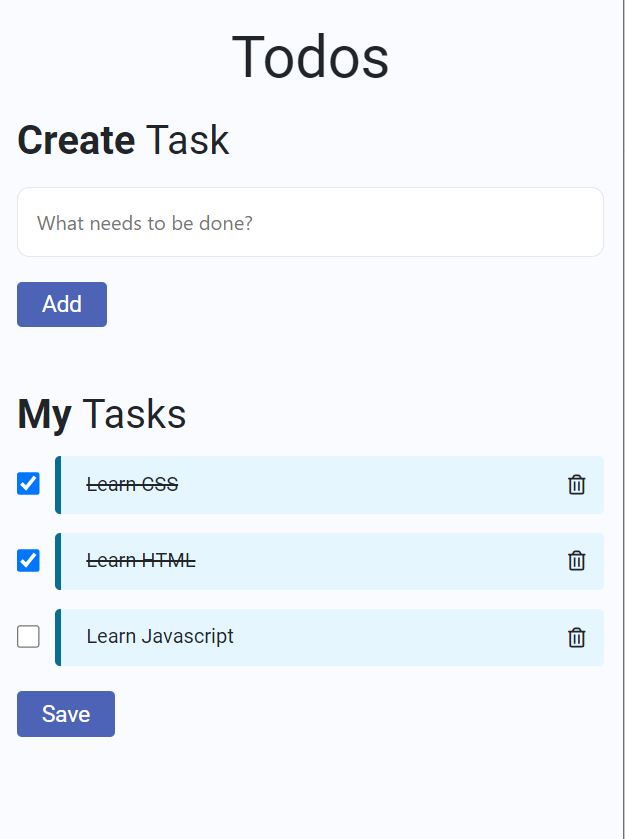 Todos
Create Task
What needs to be done?
Add
My Tasks
Learn CSS
Learn HTML
Learn Javascript
Save